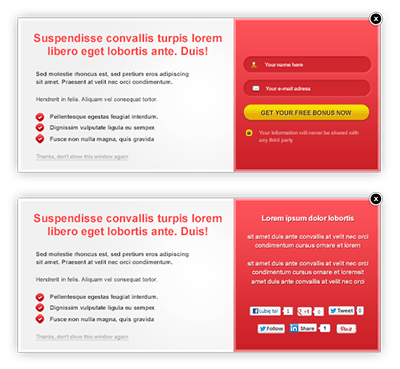 x
Suspendisse convallis turpis lorem
libero eget lobortis ante. Duis!
Sed molestie rhoncus est, sed pretium eros adipiscing
sit amet. Praesent at velit nec orci condimentum.
Hendrerit in felis. Aliquam vel consequat tortor.
Pellentesque egestas feugiat interdum.
Dignissim vulputate ligula eu semper.
Fusce non nulla magna, quis gravida
Thanks, don't show this window again
Your name here
Your e-mail adress
GET YOUR FREE BONUS NOW
Your Information will never be shared with
any third party
x
Suspendisse convallis turpis lorem
libero eget lobortis ante. Duis!
Sed molestie rhoncus est, sed pretium eros adipiscing
sit amet. Praesent at velit nec orci condimentum.
Hendrerit in felis. Aliquam vel consequat tortor.
Pellentesque egestas feugiat interdum.
Dignissim vulputate ligula eu semper.
Fusce non nulla magna, quis gravida
Thanks, don't show this window again
Lorem ipsum dolor lobortis
sit amet duis ante convallis at velit nec orci
condimentum cursus ornare et lorem
sit amet duis ante convallis at velit nec orci
condimentum cursus ornare et loremsit
amet duis ante convallis at velit nec orci
Lubię to! 1 +1 0 Tweet 0
Follow in Share 1 Pin it